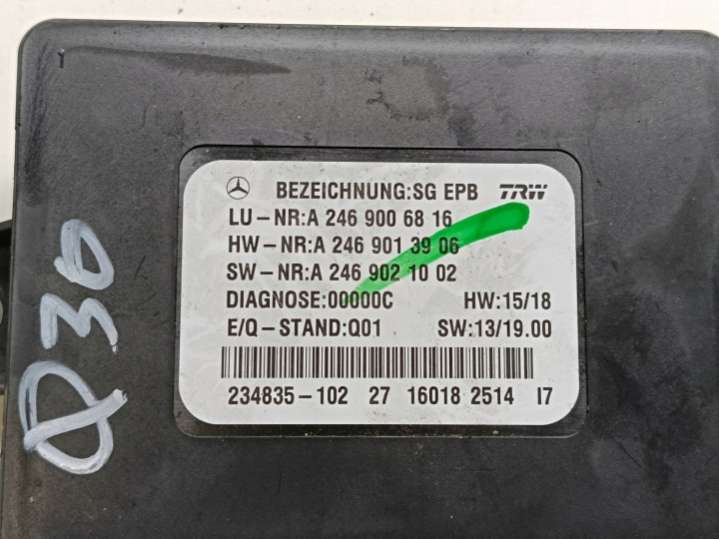 BEZEICHNUNG:SG EPB TRW
LU-NR:A 246 900 68 16
HW-NR:A 246 901 39 06
SW-NR:A 246 902 10 02
DIAGNOSE:00000C HW:15/18
E/Q-STAND:Q01 SW:13/19.00
234835-102 27 16018 2514 I7
Q30